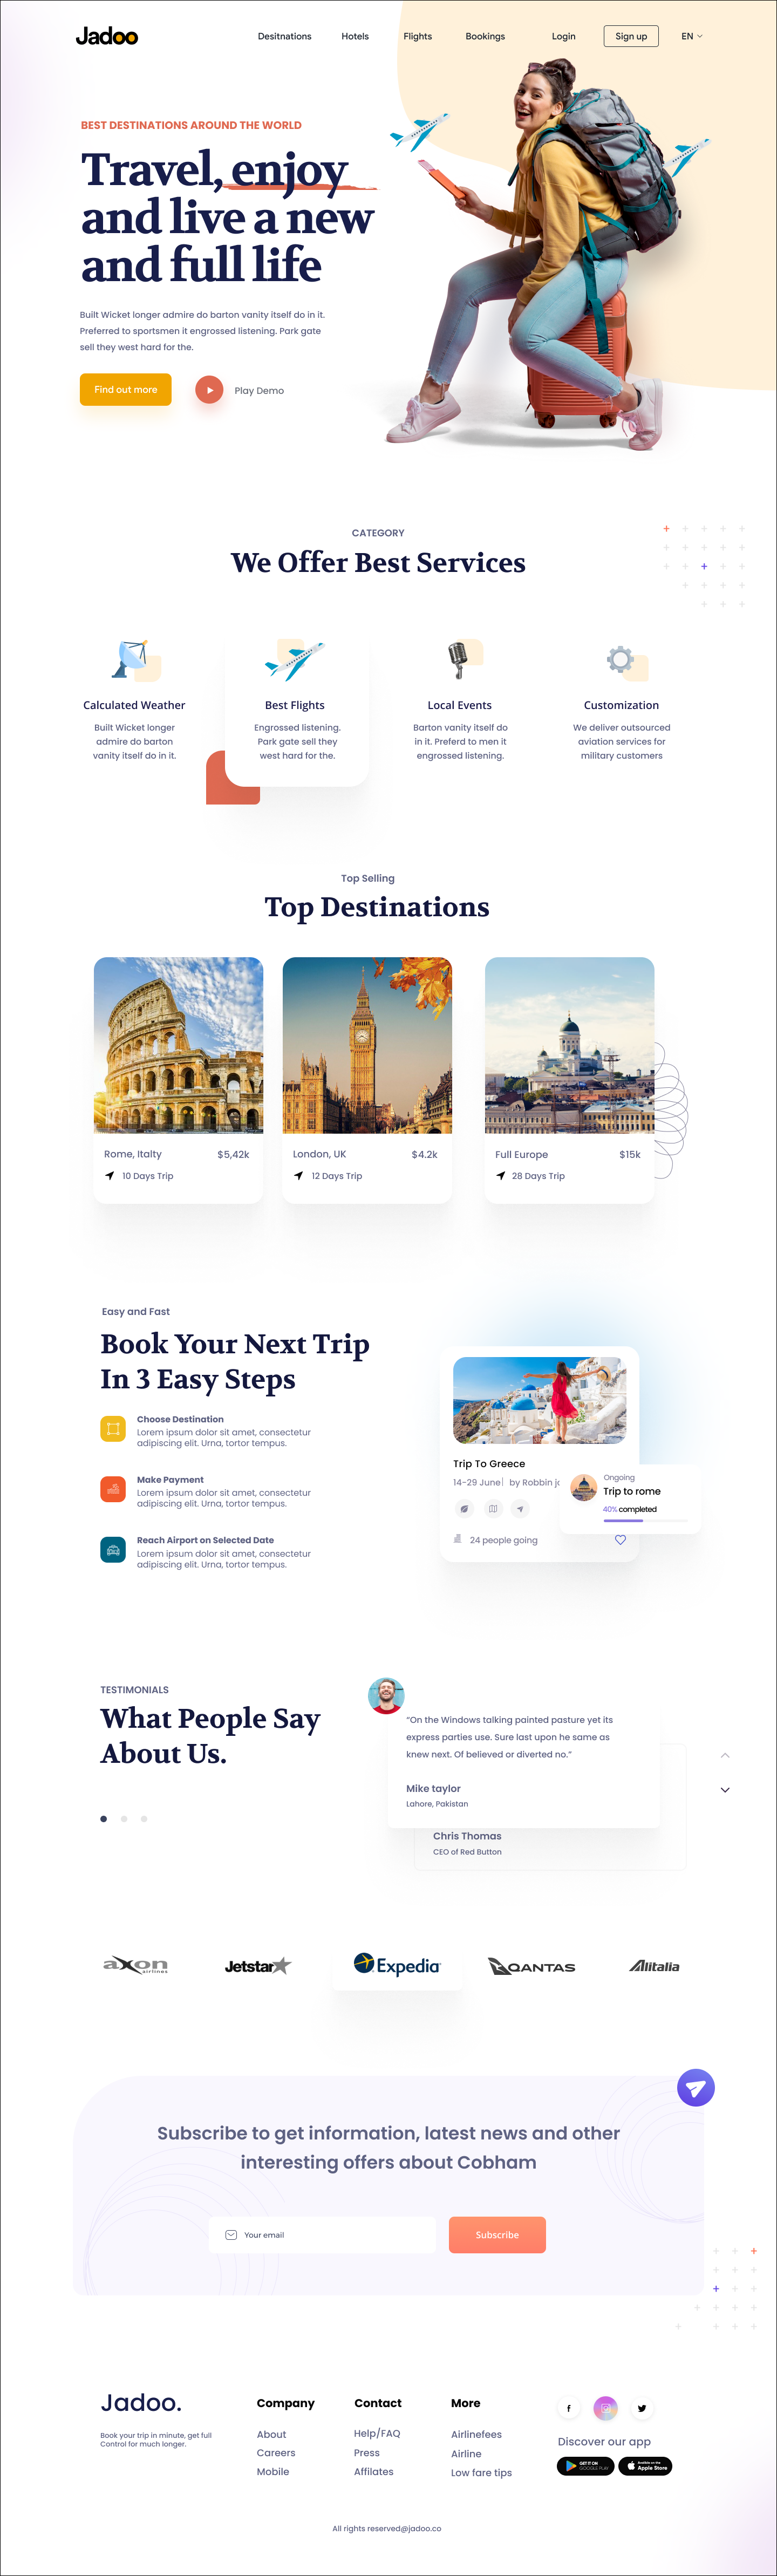 Jadoo
Desitnations Hotels Flights Bookings Login Sign up EN
BEST DESTINATIONS AROUND THE WORLD
Travel, enjoy
and live a new
and full life
Built Wicket longer admire do barton vanity itself do in it.
Preferred to sportsmen it engrossed listening. Park gate
sell they west hard for the.
Find out more
Play Demo
CATEGORY
We Offer Best Services
Calculated Weather
Built Wicket longer
admire do barton
vanity itself do in it.
Best Flights
Engrossed listening.
Park gate sell they
west hard for the.
Local Events
Barton vanity itself do
in it. Preferd to men it
engrossed listening.
Customization
We deliver outsourced
aviation services for
military customers
Top Selling
Top Destinations
Rome, Italty $5,42k
10 Days Trip
London, UK $4.2k
12 Days Trip
Full Europe $15k
28 Days Trip
Easy and Fast
Book Your Next Trip
In 3 Easy Steps
Choose Destination
Lorem ipsum dolor sit amet, consectetur
adipiscing elit. Urna, tortor tempus.
Make Payment
Lorem ipsum dolor sit amet, consectetur
adipiscing elit. Urna, tortor tempus.
Reach Airport on Selected Date
Lorem ipsum dolor sit amet, consectetur
adipiscing elit. Urna, tortor tempus.
Trip To Greece
14-29 June | by Robbin jo
24 people going
Ongoing
Trip to rome
40% completed
TESTIMONIALS
What People Say
About Us.
“On the Windows talking painted pasture yet its
express parties use. Sure last upon he same as
knew next. Of believed or diverted no.”
Mike taylor
Lahore, Pakistan
Chris Thomas
CEO of Red Button
axon
airlines
Jetstar
Expedia
QANTAS
Alitalia
Subscribe to get information, latest news and other
interesting offers about Cobham
Your email
Subscribe
Jadoo.
Book your trip in minute, get full
Control for much longer.
Company
About
Careers
Mobile
Contact
Help/FAQ
Press
Affilates
More
Airlinefees
Airline
Low fare tips
Discover our app
GET IT ON
GOOGLE PLAY
Available on the
Apple Store
All rights reserved@jadoo.co